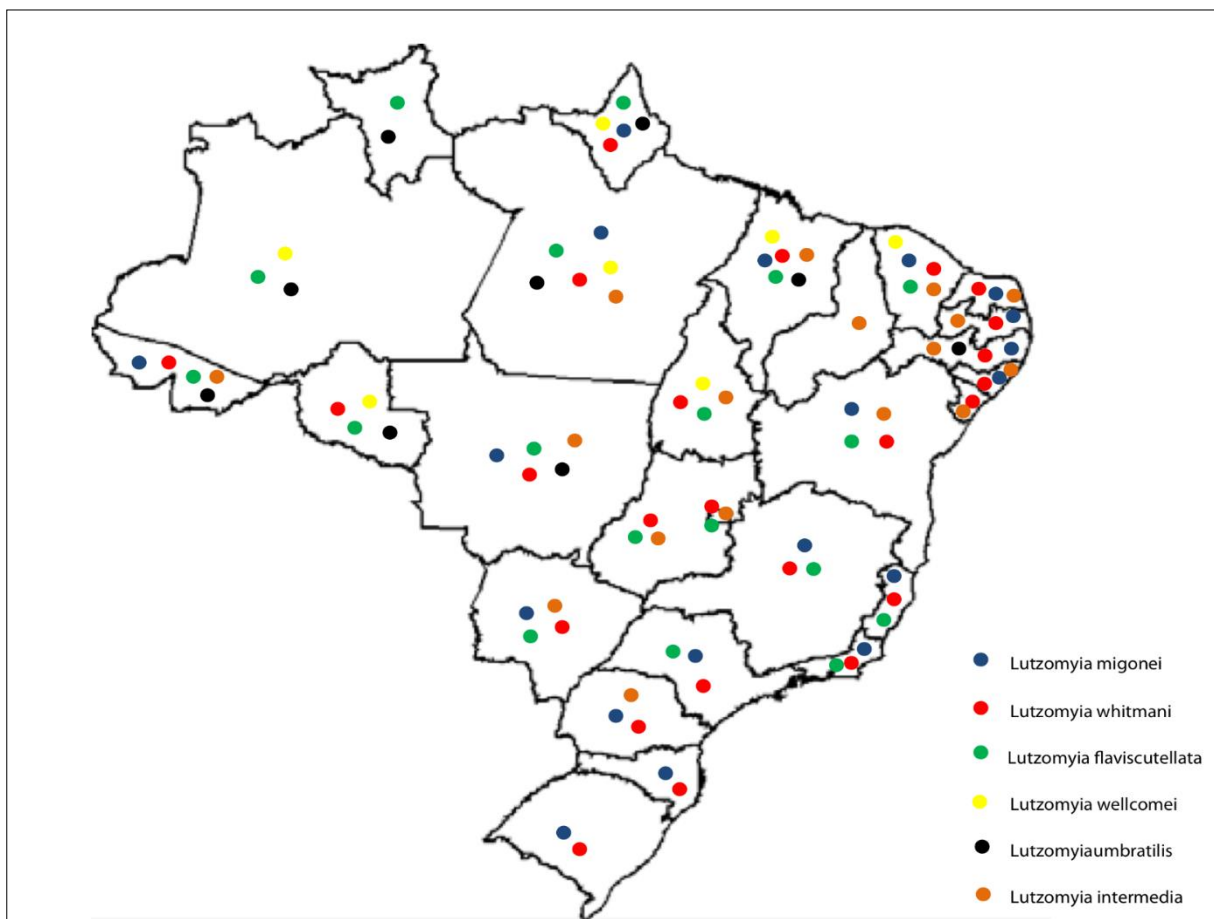 Lutzomyia migonei
Lutzomyia whitmani
Lutzomyia flaviscutellata
Lutzomyia wellcomei
Lutzomyiaumbratilis
Lutzomyia intermedia